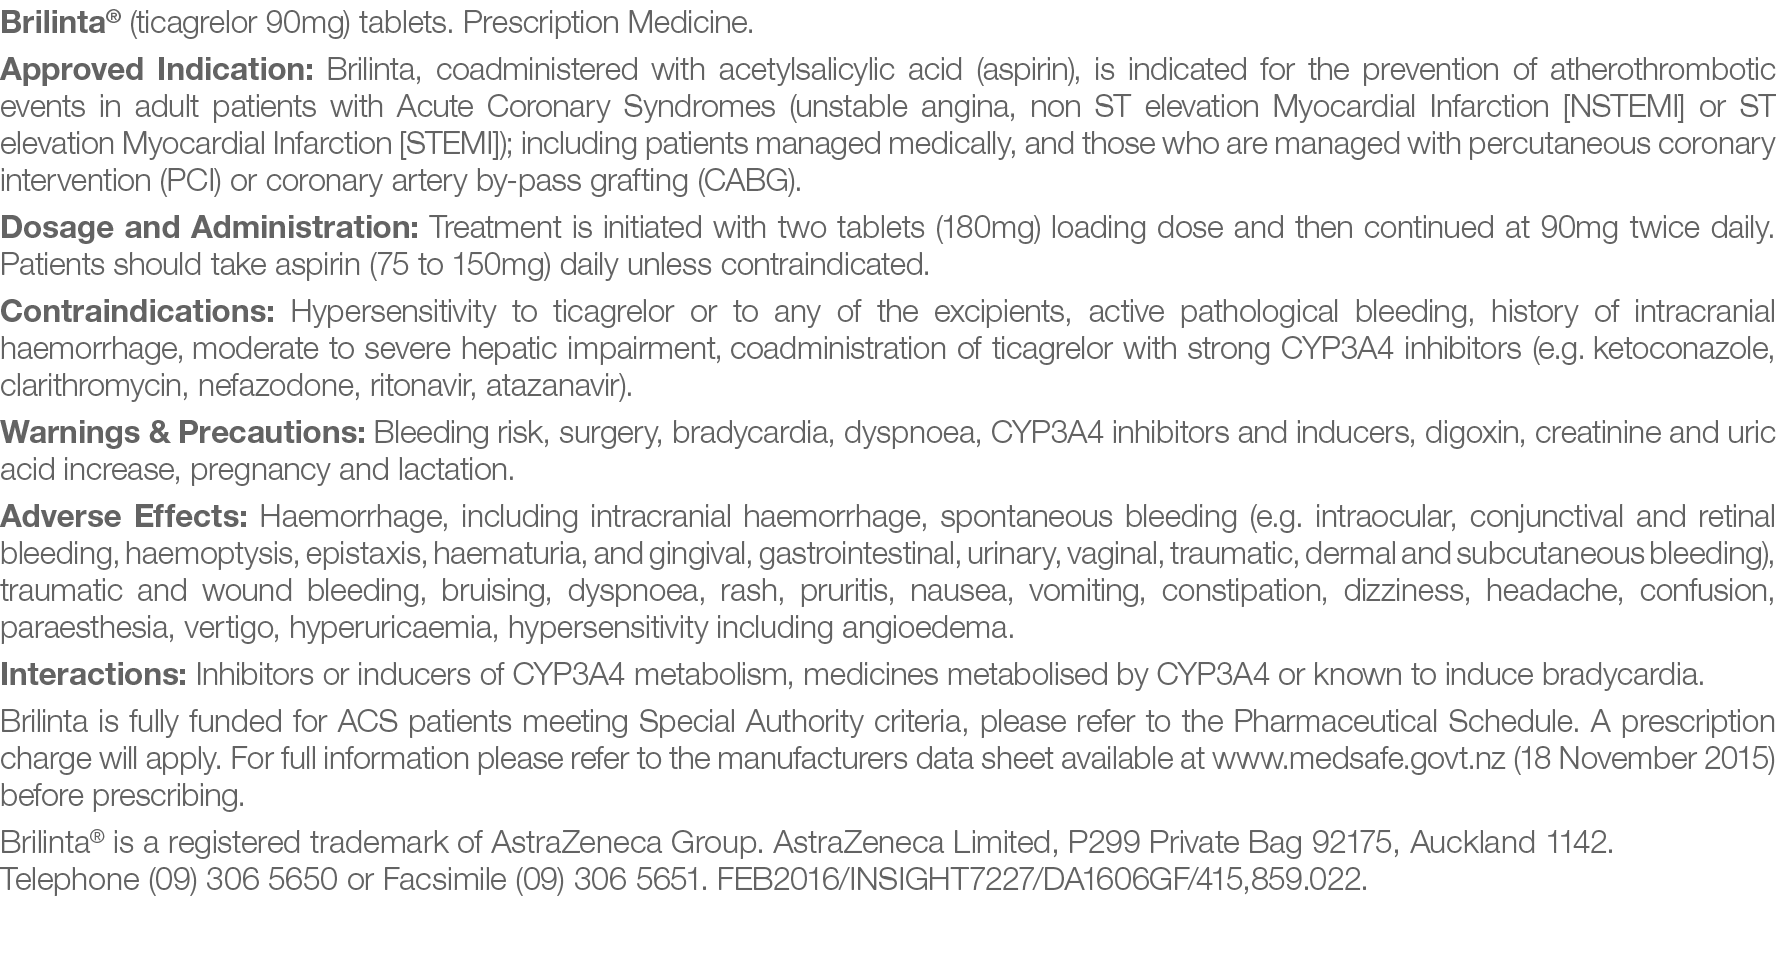 Brilinta® (ticagrelor 90mg) tablets. Prescription Medicine.
Approved Indication: Brilinta, coadministered with acetylsalicylic acid (aspirin), is indicated for the prevention of atherothrombotic
events in adult patients with Acute Coronary Syndromes (unstable angina, non ST elevation Myocardial Infarction [NSTEMI] or ST
elevation Myocardial Infarction [STEMI]); including patients managed medically, and those who are managed with percutaneous coronary
intervention (PCI) or coronary artery by-pass grafting (CABG).
Dosage and Administration: Treatment is initiated with two tablets (180mg) loading dose and then continued at 90mg twice daily.
Patients should take aspirin (75 to 150mg) daily unless contraindicated.
Contraindications: Hypersensitivity to ticagrelor or to any of the excipients, active pathological bleeding, history of intracranial
haemorrhage, moderate to severe hepatic impairment, coadministration of ticagrelor with strong CYP3A4 inhibitors (e.g. ketoconazole,
clarithromycin, nefazodone, ritonavir, atazanavir).
Warnings & Precautions: Bleeding risk, surgery, bradycardia, dyspnoea, CYP3A4 inhibitors and inducers, digoxin, creatinine and uric
acid increase, pregnancy and lactation.
Adverse Effects: Haemorrhage, including intracranial haemorrhage, spontaneous bleeding (e.g. intraocular, conjunctival and retinal
bleeding, haemoptysis, epistaxis, haematuria, and gingival, gastrointestinal, urinary, vaginal, traumatic, dermal and subcutaneous bleeding),
traumatic and wound bleeding, bruising, dyspnoea, rash, pruritis, nausea, vomiting, constipation, dizziness, headache, confusion,
paraesthesia, vertigo, hyperuricaemia, hypersensitivity including angioedema.
Interactions: Inhibitors or inducers of CYP3A4 metabolism, medicines metabolised by CYP3A4 or known to induce bradycardia.
Brilinta is fully funded for ACS patients meeting Special Authority criteria, please refer to the Pharmaceutical Schedule. A prescription
charge will apply. For full information please refer to the manufacturers data sheet available at www.medsafe.govt.nz (18 November 2015)
before prescribing.
Brilinta® is a registered trademark of AstraZeneca Group. AstraZeneca Limited, P299 Private Bag 92175, Auckland 1142.
Telephone (09) 306 5650 or Facsimile (09) 306 5651. FEB2016/INSIGHT7227/DA1606GF/415,859.022.